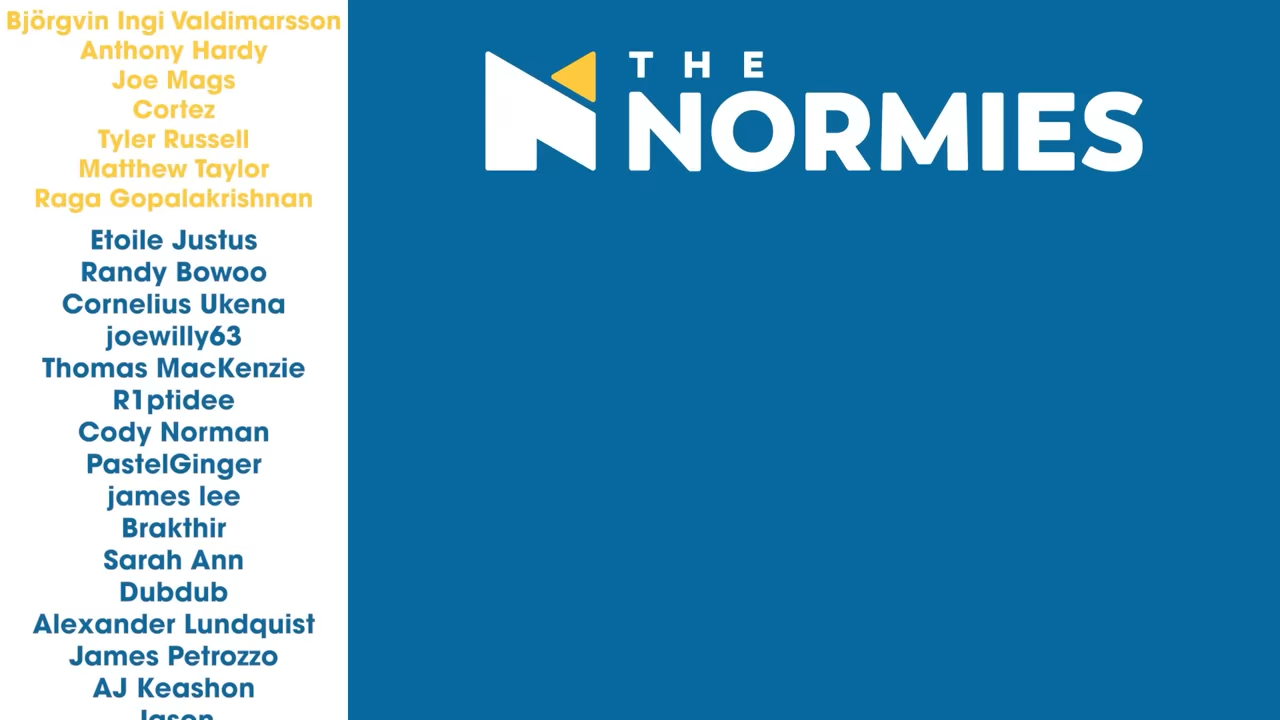 Björgvin Ingi Valdimarsson
Anthony Hardy
Joe Mags
Cortez
Tyler Russell
Matthew Taylor
Raga Gopalakrishnan
Etoile Justus
Randy Bowoo
Cornelius Ukena
joewilly63
Thomas MacKenzie
R1ptidee
Cody Norman
PastelGinger
james lee
Brakthir
Sarah Ann
Dubdub
Alexander Lundquist
James Petrozzo
AJ Keashon
Jason
THE
NORMIES